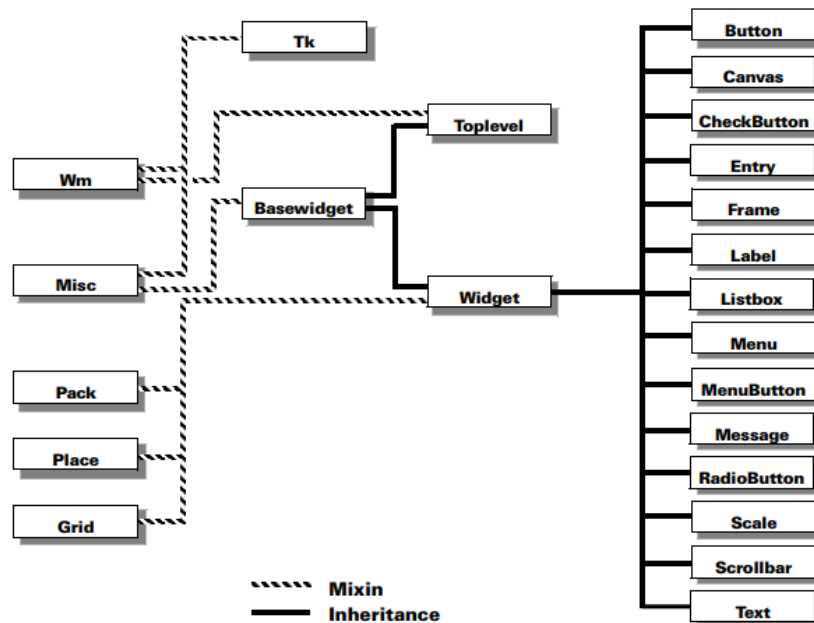 Tk
Wm
Misc
Pack
Place
Grid
Basewidget
Toplevel
Widget
Button
Canvas
CheckButton
Entry
Frame
Label
Listbox
Menu
MenuButton
Message
RadioButton
Scale
Scrollbar
Text
Mixin
Inheritance